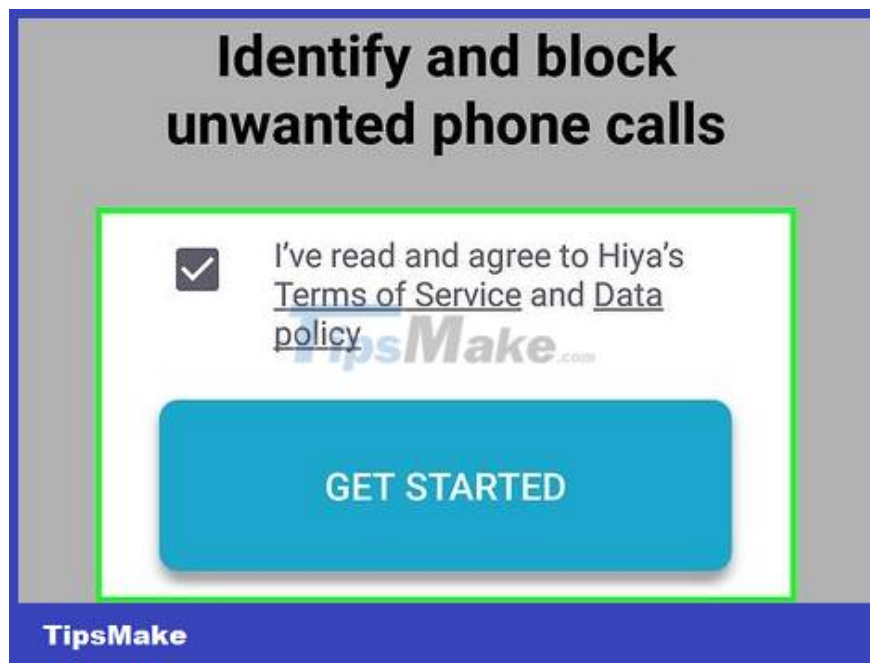 Identify and block
unwanted phone calls
I've read and agree to Hiya's
Terms of Service and Data
policy
TipsMake.com
GET STARTED
TipsMake